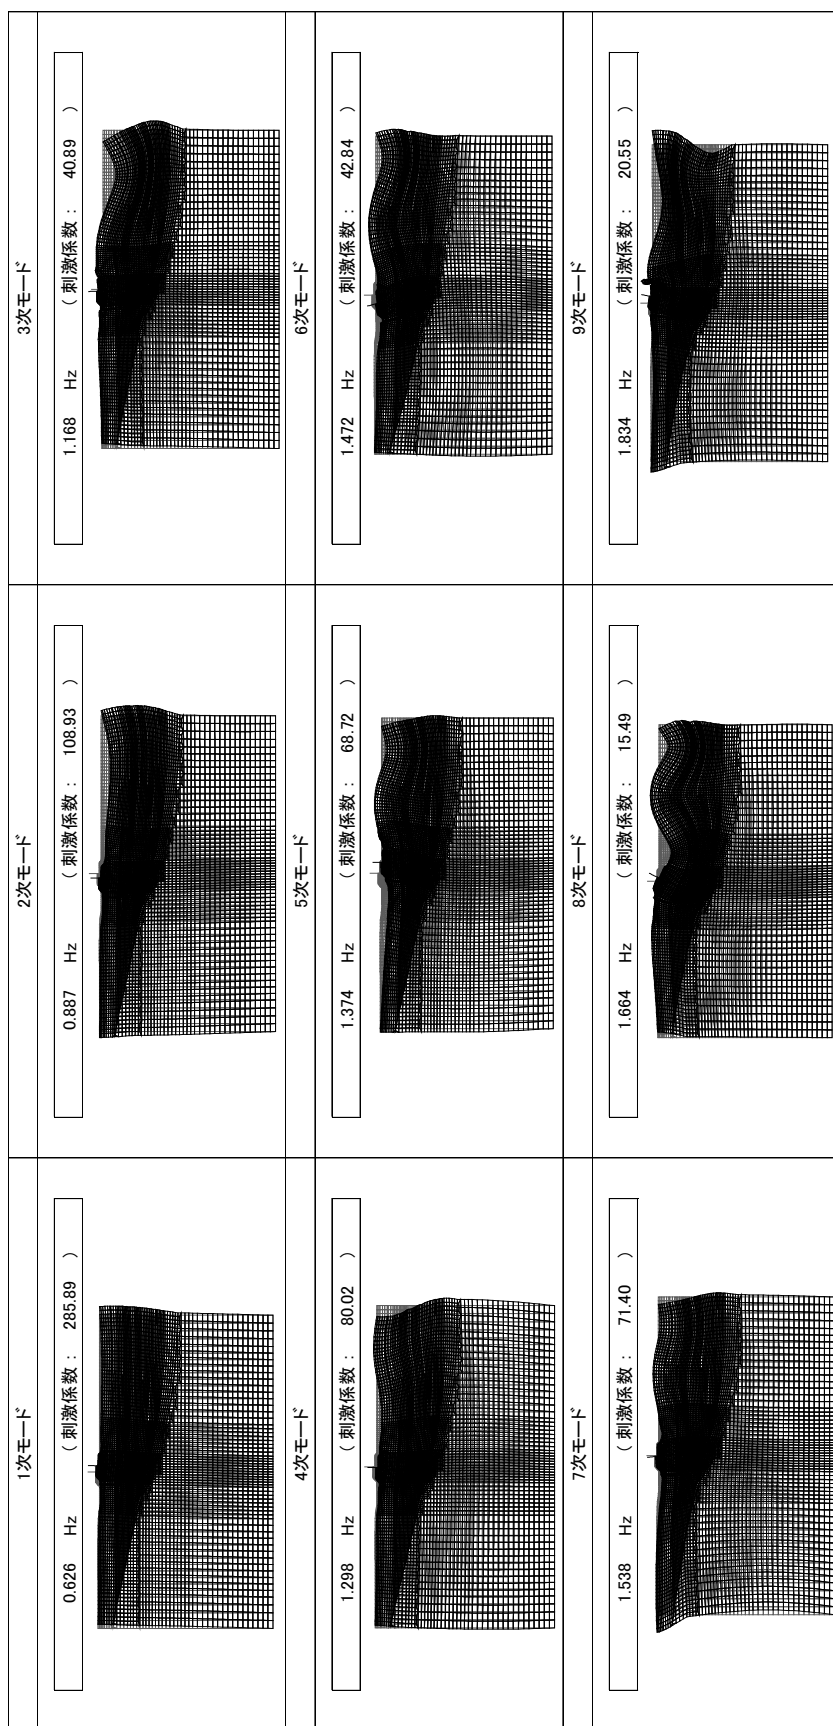 1次モード
0.626 Hz （ 刺激係数： 285.89 ）
2次モード
0.887 Hz （ 刺激係数： 108.93 ）
3次モード
1.168 Hz （ 刺激係数： 40.89 ）
4次モード
1.298 Hz （ 刺激係数： 80.02 ）
5次モード
1.374 Hz （ 刺激係数： 68.72 ）
6次モード
1.472 Hz （ 刺激係数： 42.84 ）
7次モード
1.538 Hz （ 刺激係数： 71.40 ）
8次モード
1.664 Hz （ 刺激係数： 15.49 ）
9次モード
1.834 Hz （ 刺激係数： 20.55 ）